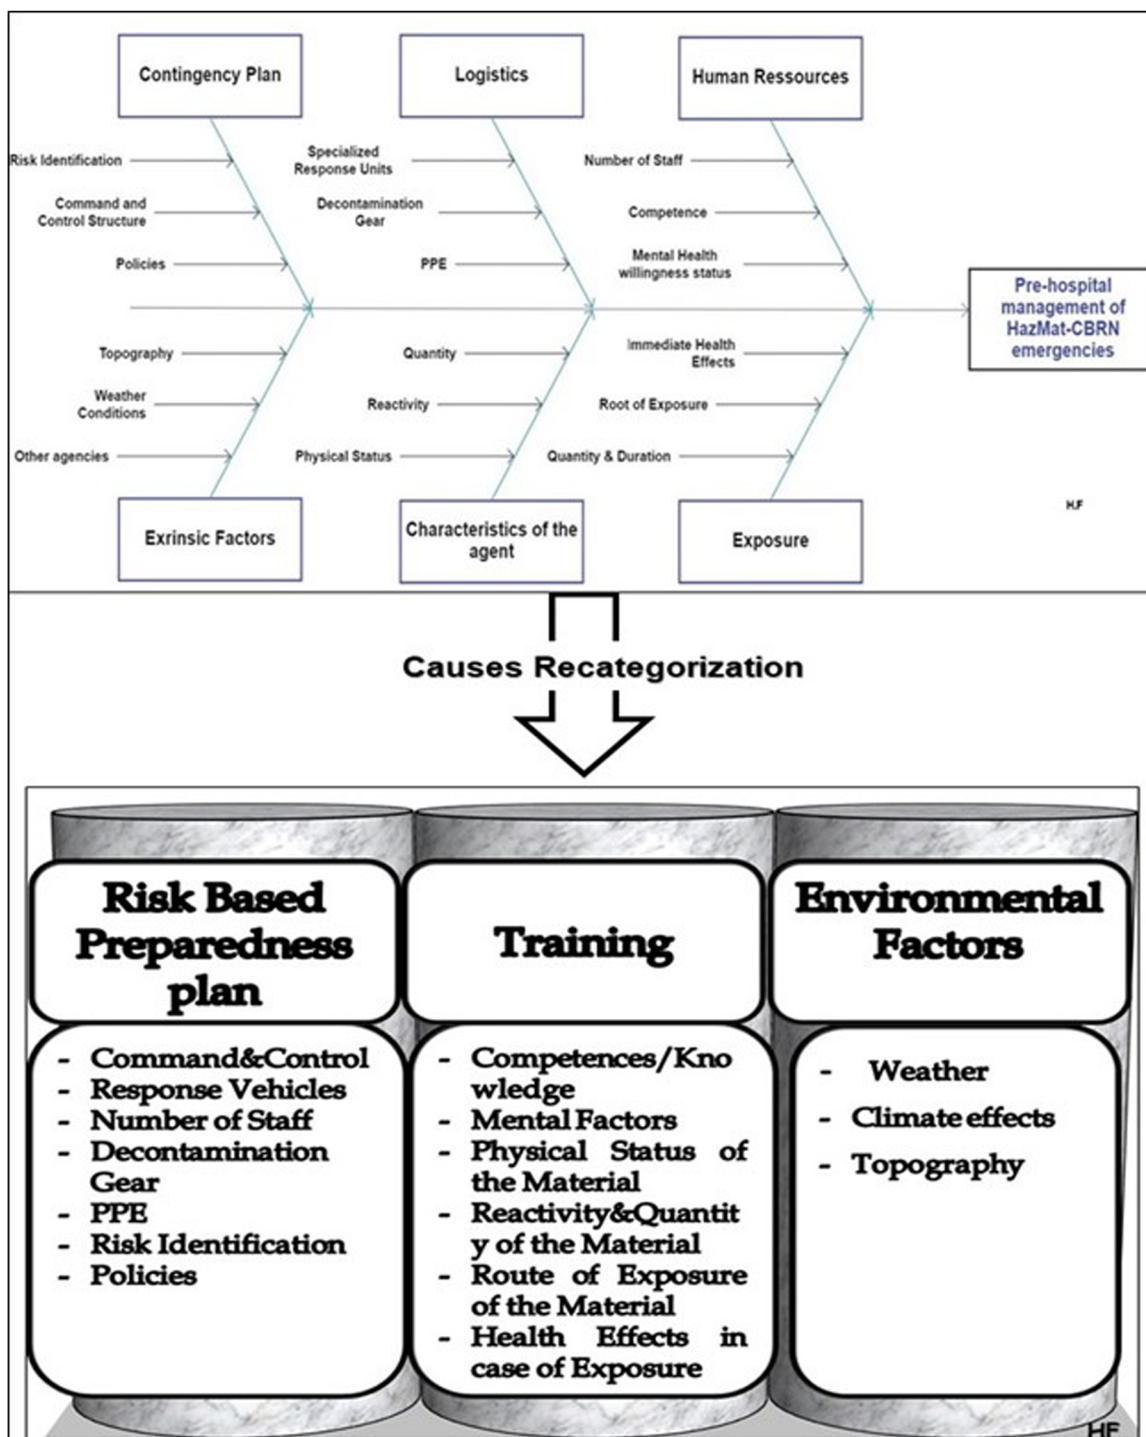 Contingency Plan
Logistics
Human Ressources
Risk Identification
Command and
Control Structure
Policies
Specialized
Response Units
Decontamination
Gear
PPE
Number of Staff
Competence
Mental Health
willingness status
Pre-hospital
management of
HazMat-CBRN
emergencies
Topography
Weather
Conditions
Other agencies
Quantity
Reactivity
Physical Status
Immediate Health
Effects
Root of Exposure
Quantity & Duration
Exrinsic Factors
Characteristics of the
agent
Exposure
H.F
Causes Recategorization
Risk Based
Preparedness
plan
- Command&Control
- Response Vehicles
- Number of Staff
- Decontamination
Gear
- PPE
- Risk Identification
- Policies
Training
- Competences/Kno
wledge
- Mental Factors
- Physical Status of
the Material
- Reactivity&Quantit
y of the Material
- Route of Exposure
of the Material
- Health Effects in
case of Exposure
Environmental
Factors
- Weather
- Climate effects
- Topography
HF